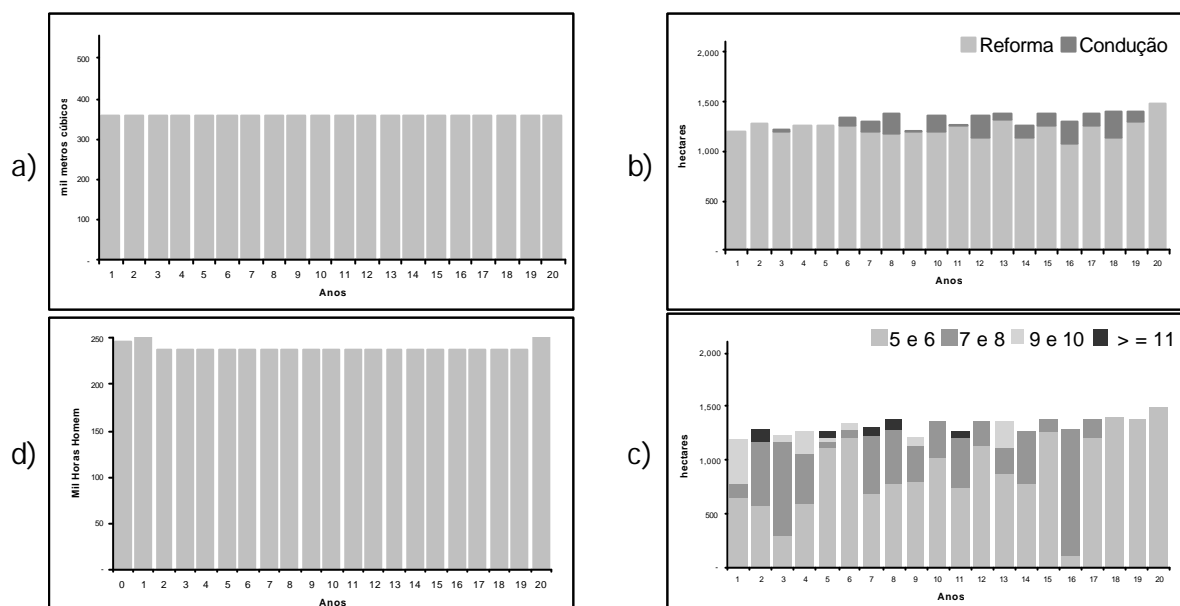 a)
mil metros cúbicos
500
400
300
200
100
-
1 2 3 4 5 6 7 8 9 10 11 12 13 14 15 16 17 18 19 20
Anos
b)
Reforma Condução
hectares
2,000
1,500
1,000
500
-
1 2 3 4 5 6 7 8 9 10 11 12 13 14 15 16 17 18 19 20
Anos
d)
Mil Horas Homem
250
200
150
100
50
-
0 1 2 3 4 5 6 7 8 9 10 11 12 13 14 15 16 17 18 19 20
Anos
c)
5 e 6 7 e 8 9 e 10 > = 11
hectares
2,000
1,500
1,000
500
-
1 2 3 4 5 6 7 8 9 10 11 12 13 14 15 16 17 18 19 20
Anos